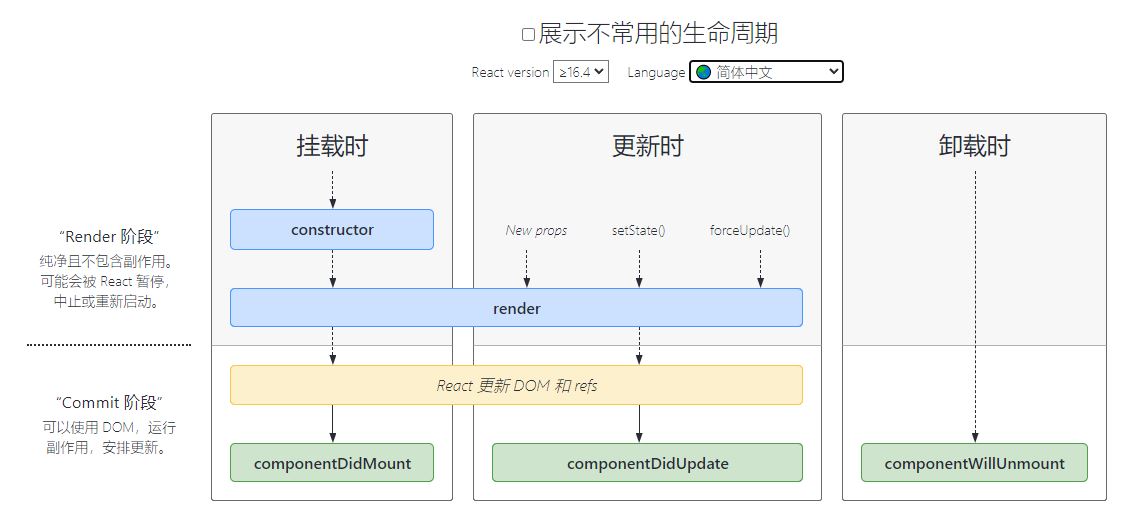 展示不常用的生命周期
React version ≥16.4 Language 简体中文
挂载时 更新时 卸载时
“Render 阶段”
纯净且不包含副作用。
可能会被 React 暂停，
中止或重新启动。
constructor
New props setState() forceUpdate()
render
“Commit 阶段”
可以使用 DOM，运行
副作用，安排更新。
React 更新 DOM 和 refs
componentDidMount componentDidUpdate componentWillUnmount